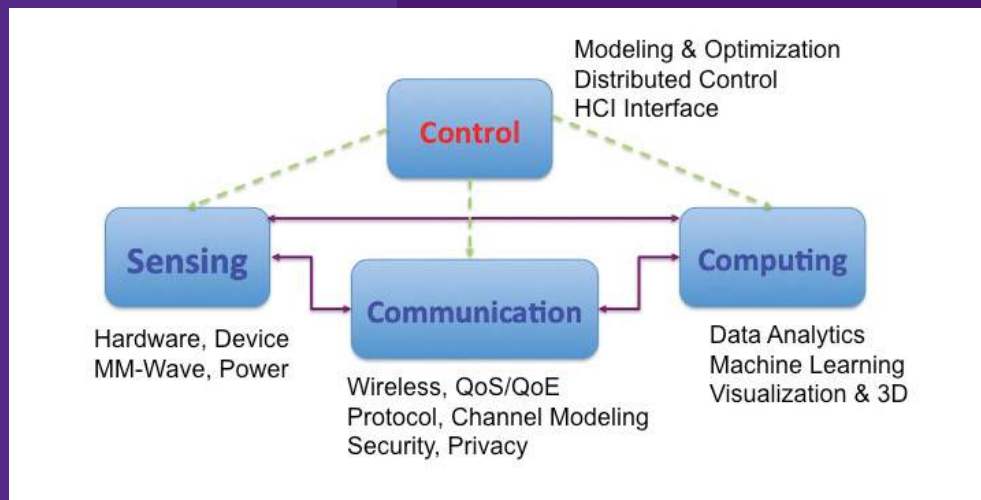 Modeling & Optimization
Distributed Control
HCI Interface
Control
Sensing
Computing
Communication
Hardware, Device
MM-Wave, Power
Data Analytics
Machine Learning
Visualization & 3D
Wireless, QoS/QoE
Protocol, Channel Modeling
Security, Privacy